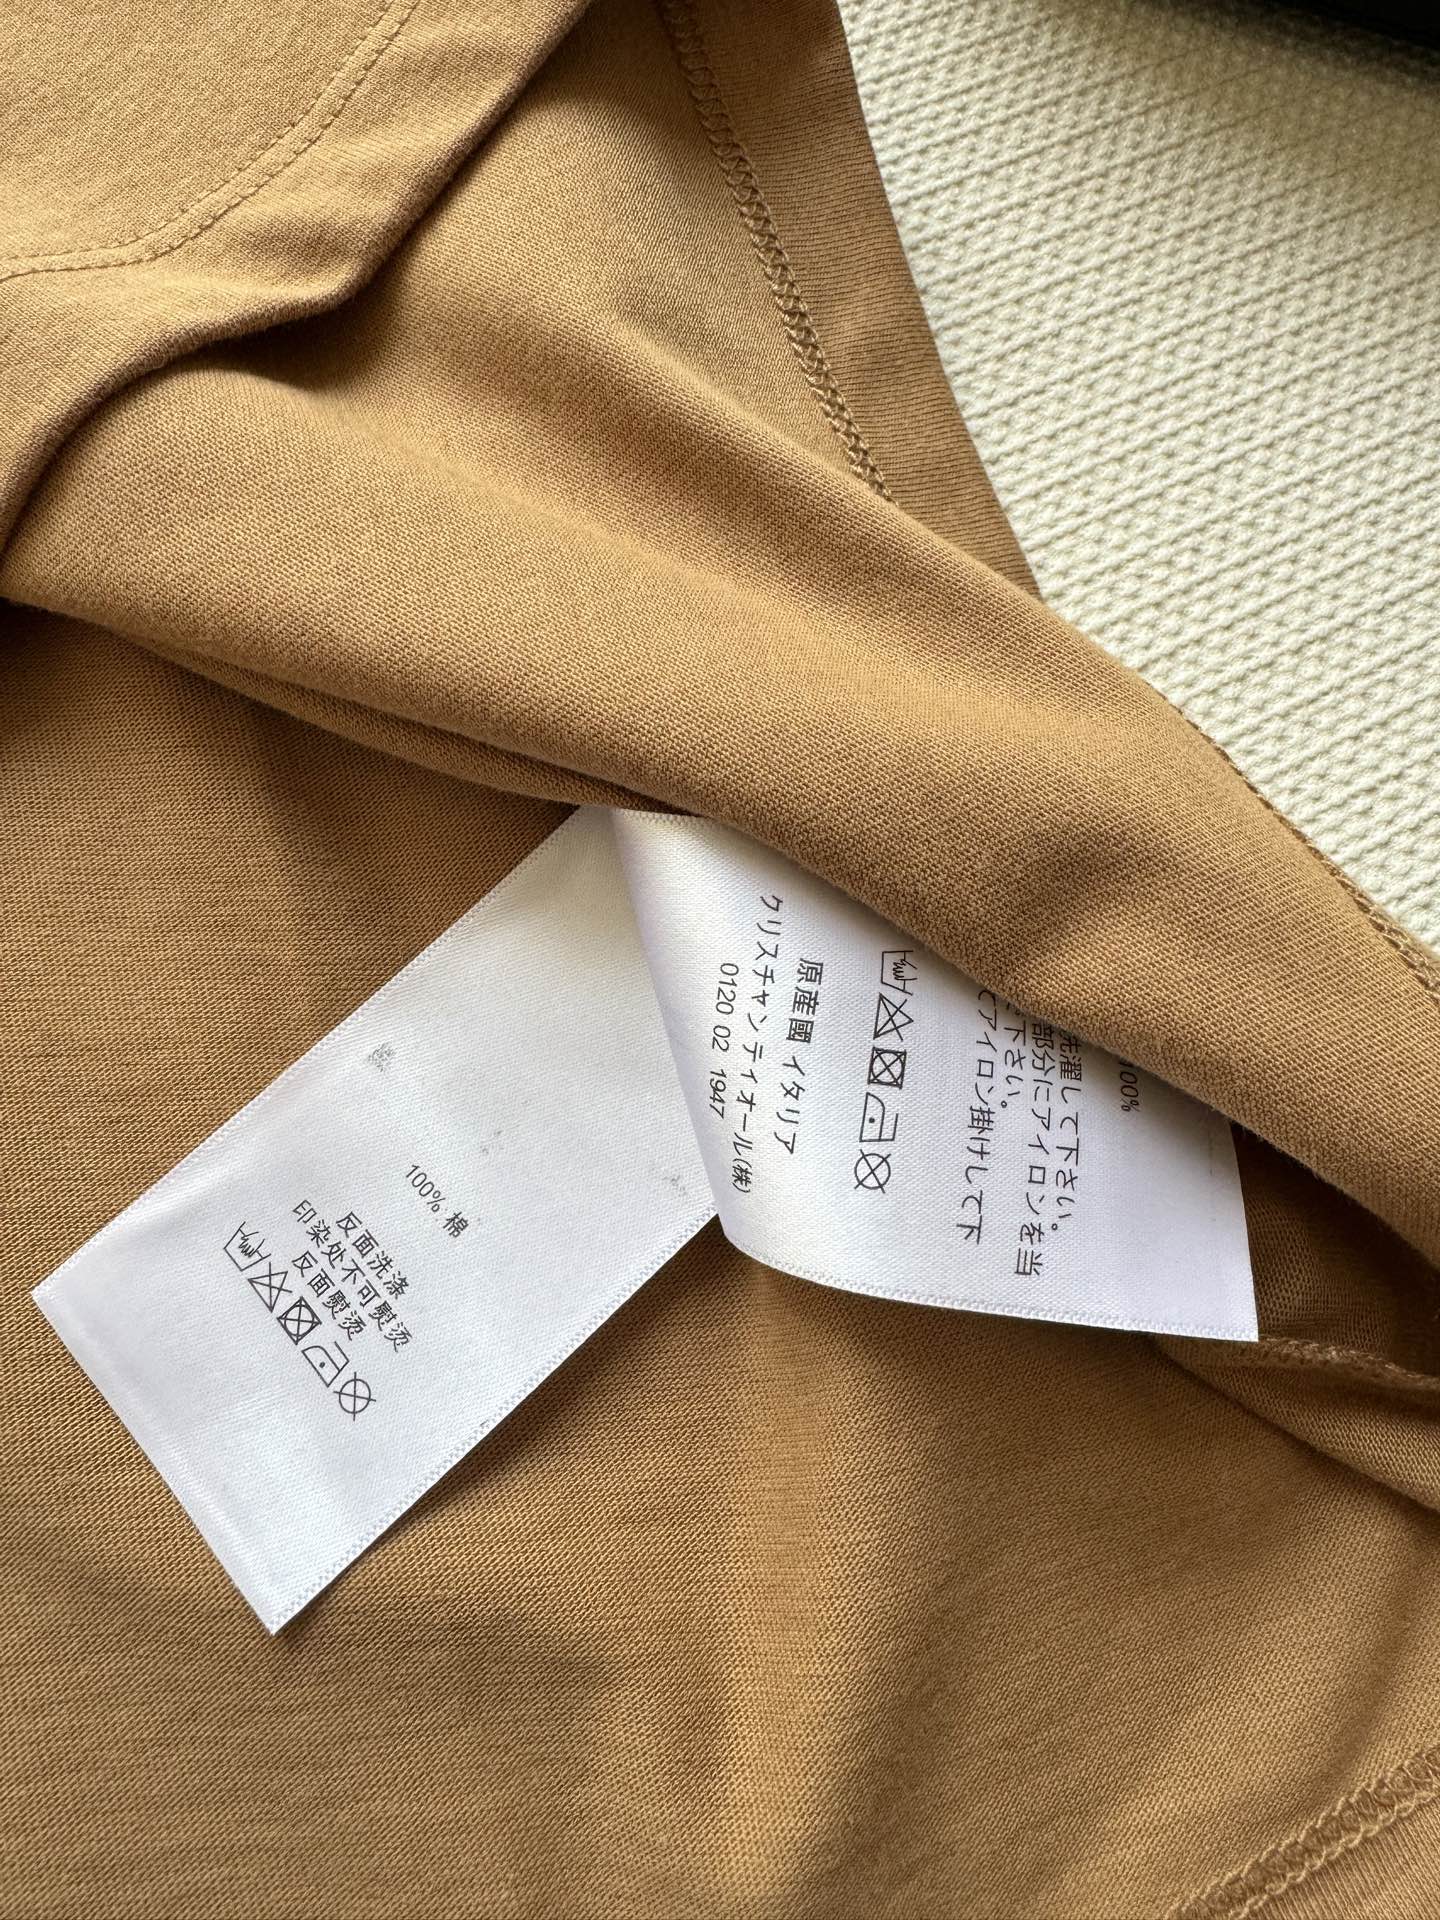 100% 棉
反面洗涤
印染处不可熨烫
反面熨烫
100%
洗濯して下さい。
部分にアイロンを当
下さい。
てアイロン掛けして下
原産國 イタリア
クリスチャン ディオール(株)
0120 02 1947